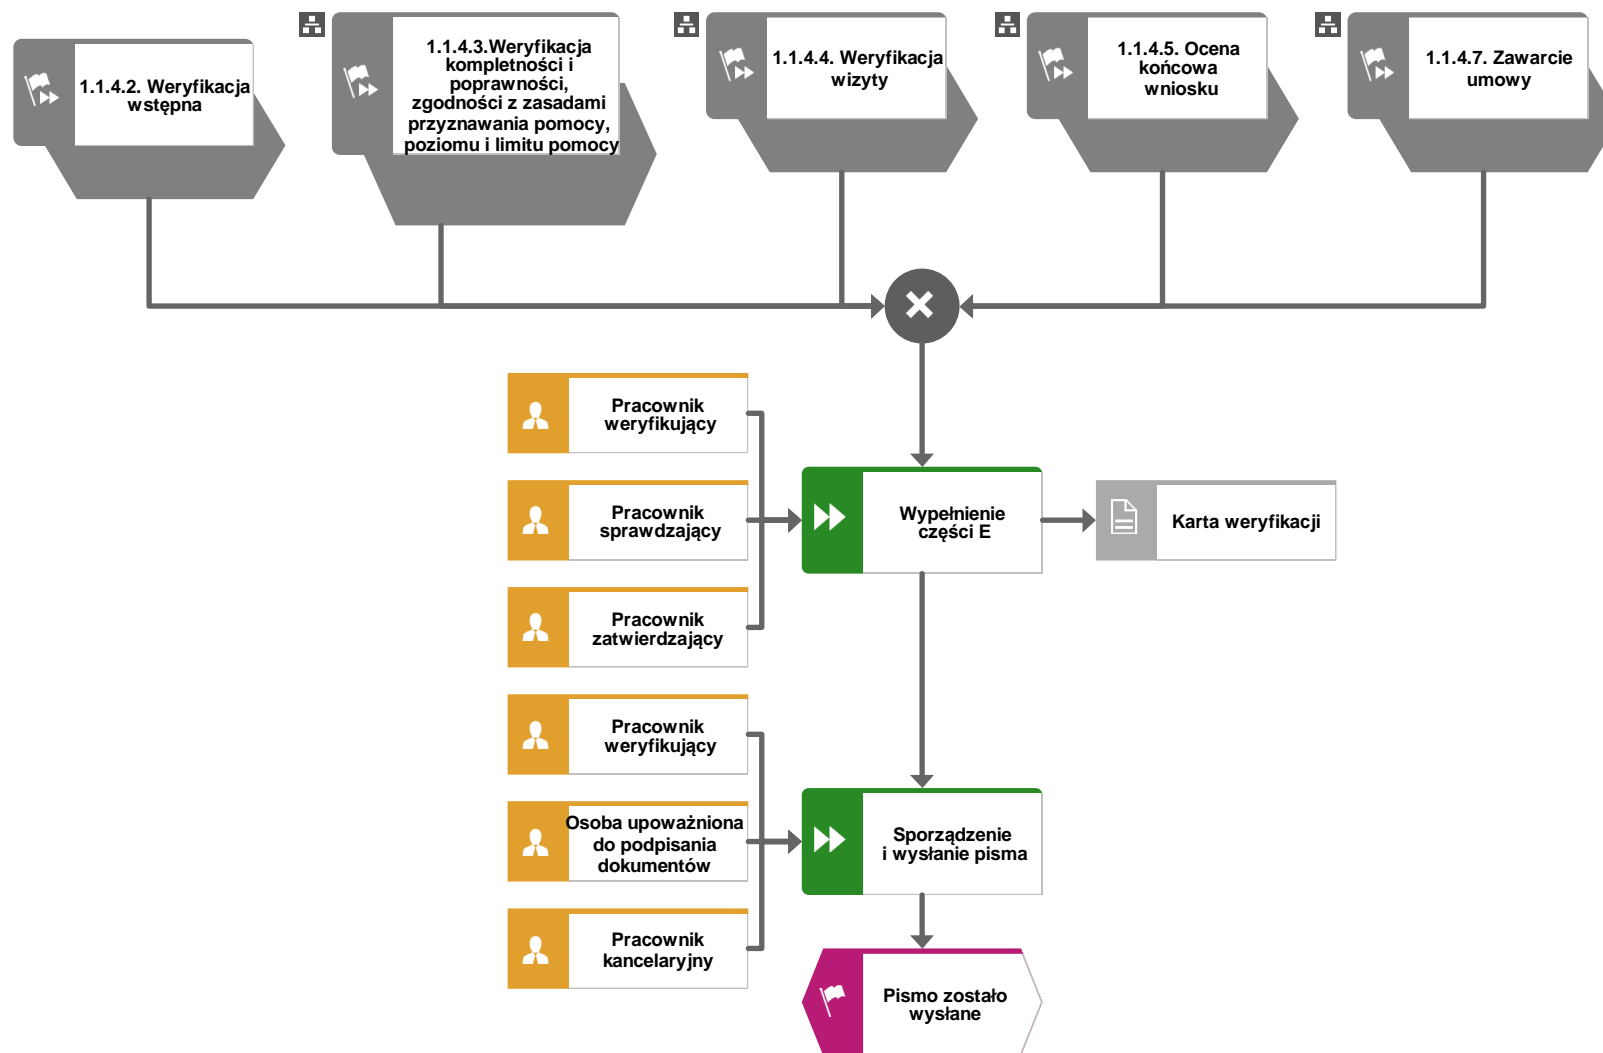 1.1.4.2. Weryfikacja
wstępna
1.1.4.3.Weryfikacja
kompletności i
poprawności,
zgodności z zasadami
przyznawania pomocy,
poziomu i limitu pomocy
1.1.4.4. Weryfikacja
wizyty
1.1.4.5. Ocena
końcowa
wniosku
1.1.4.7. Zawarcie
umowy
Pracownik
weryfikujący
Pracownik
sprawdzający
Wypełnienie
części E
Karta weryfikacji
Pracownik
zatwierdzający
Pracownik
weryfikujący
Osoba upoważniona
do podpisania
dokumentów
Sporządzenie
i wysłanie pisma
Pracownik
kancelaryjny
Pismo zostało
wysłane